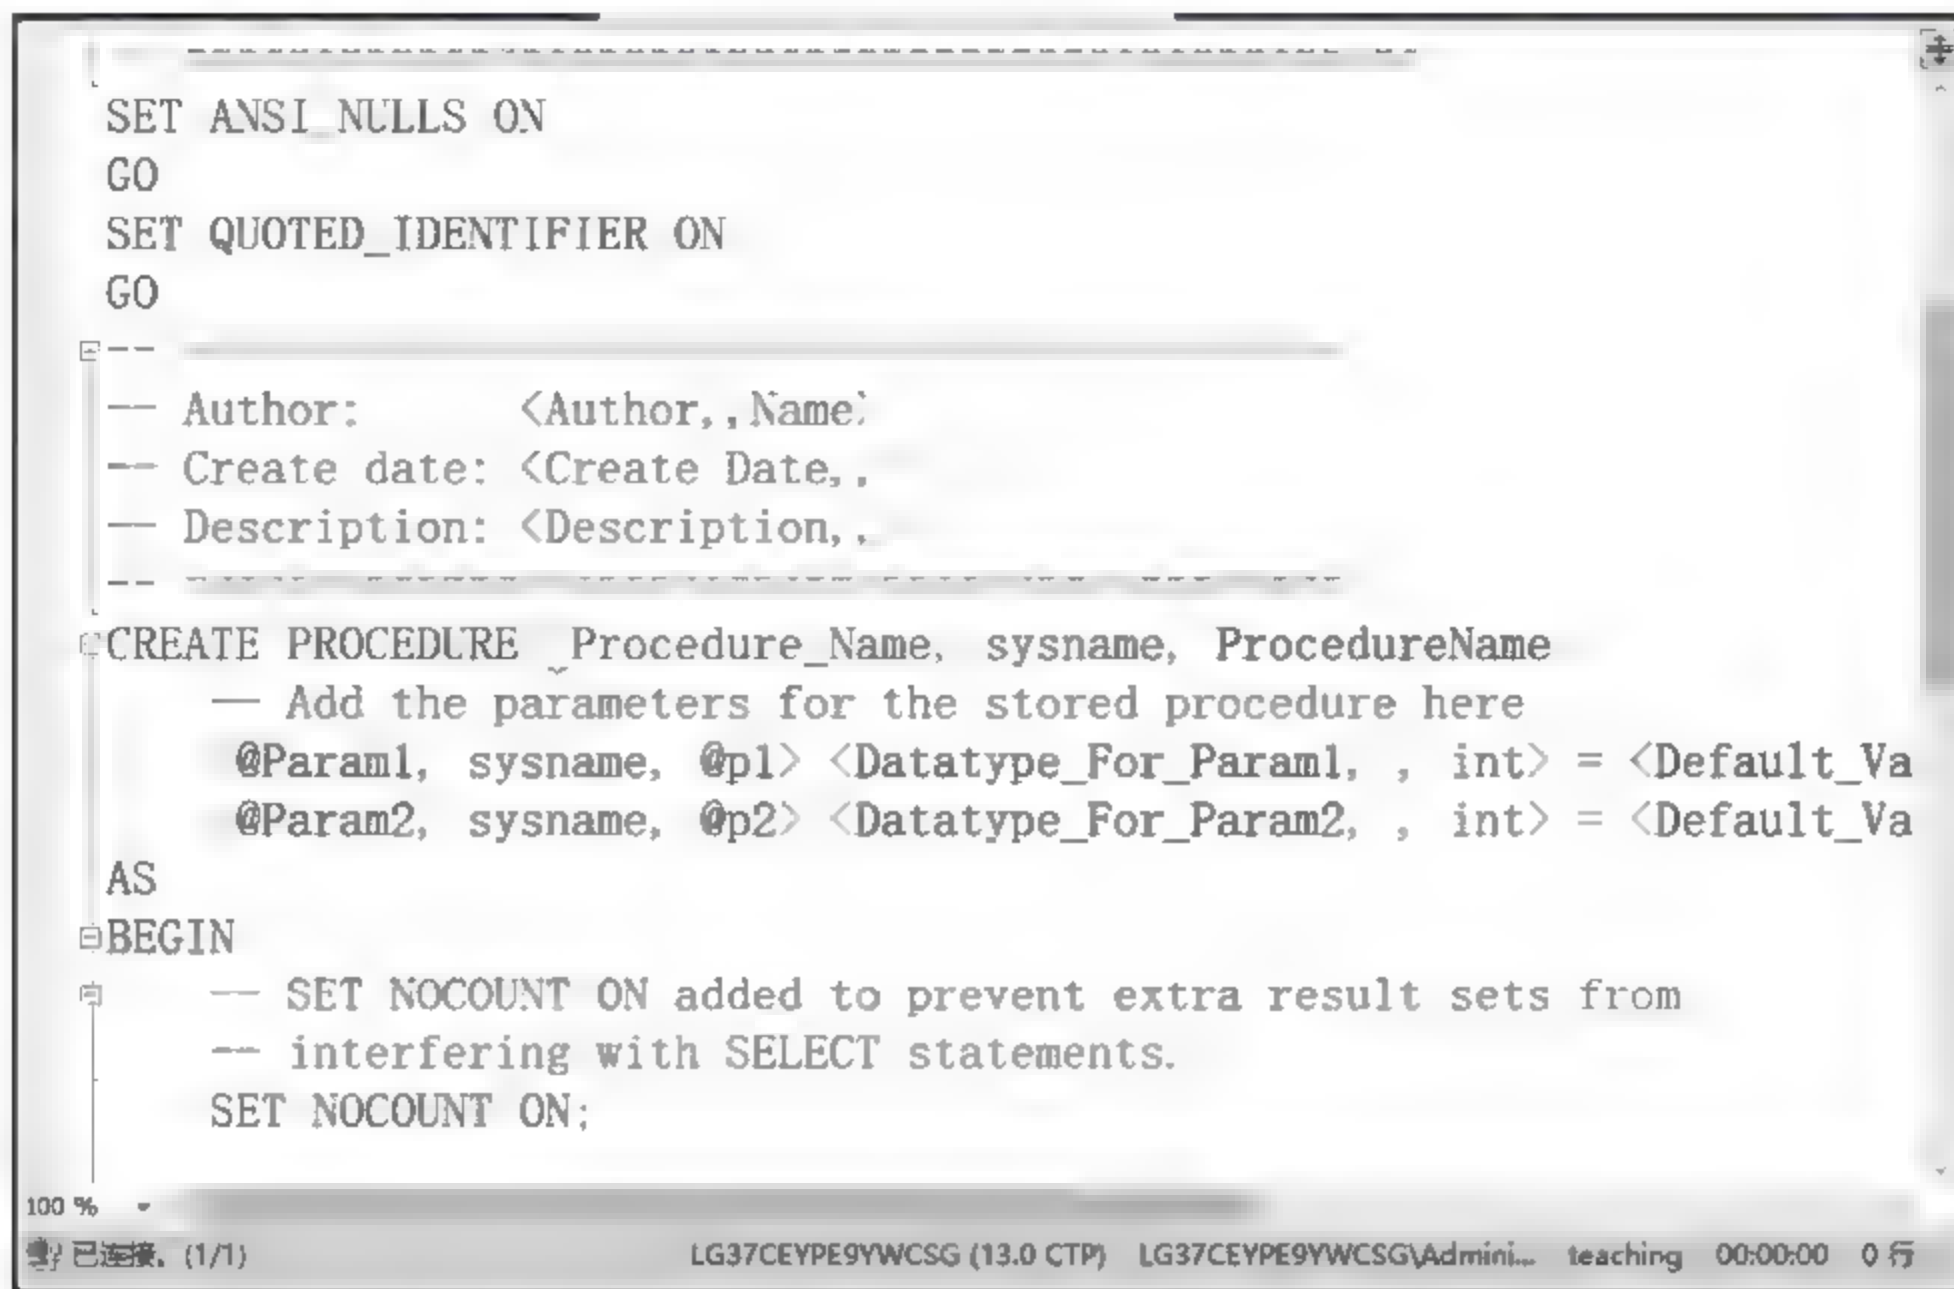 SET ANSI_NULLS ON
GO
SET QUOTED_IDENTIFIER ON
GO
--
-- Author: <Author,,Name>
-- Create date: <Create Date,,
-- Description: <Description,,
--
CREATE PROCEDURE _Procedure_Name, sysname, ProcedureName
-- Add the parameters for the stored procedure here
@Param1, sysname, @p1> <Datatype_For_Param1, , int> = <Default_Va
@Param2, sysname, @p2> <Datatype_For_Param2, , int> = <Default_Va
AS
BEGIN
-- SET NOCOUNT ON added to prevent extra result sets from
-- interfering with SELECT statements.
SET NOCOUNT ON;
100 %
已连接。(1/1) LG37CEYPE9YWCSG (13.0 CTP) LG37CEYPE9YWCSG\Admini... teaching 00:00:00 0 行